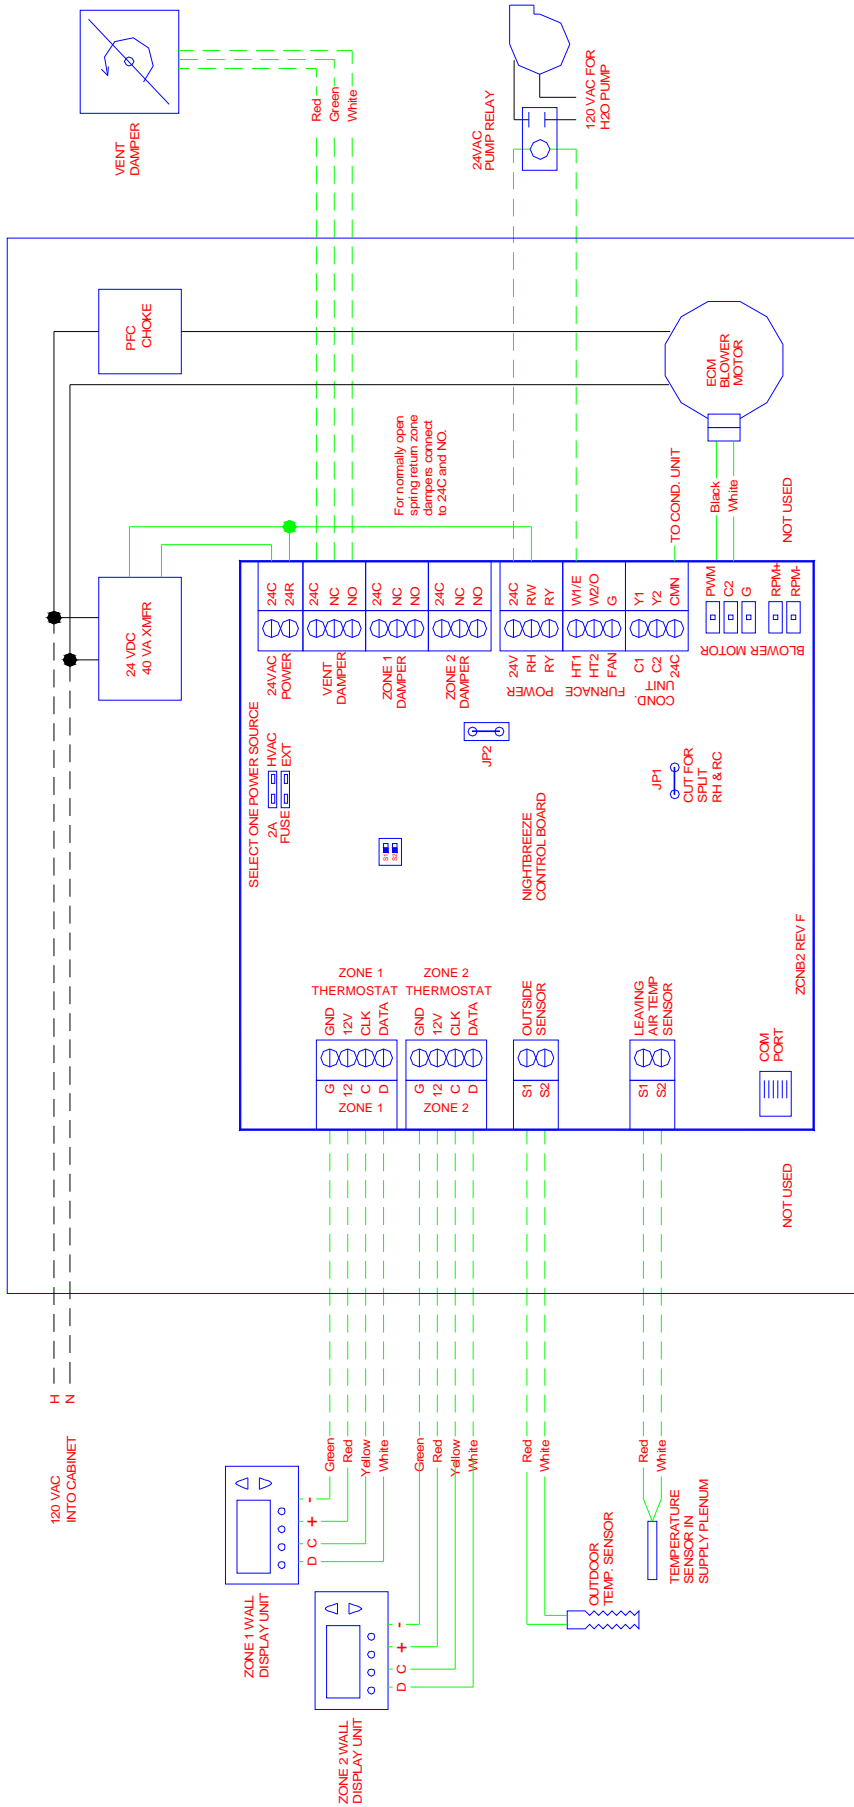 120 VAC
INTO CABINET
H
N
ZONE 1 WALL
DISPLAY UNIT
D
C
+
-
Green
Red
Yellow
White
ZONE 2 WALL
DISPLAY UNIT
D
C
+
-
Green
Red
Yellow
White
OUTDOOR
TEMP. SENSOR
Red
White
TEMPERATURE
SENSOR IN
SUPPLY PLENUM
Red
White
NOT USED
G
12
C
D
ZONE 1
GND
12V
CLK
DATA
ZONE 1
THERMOSTAT
G
12
C
D
ZONE 2
GND
12V
CLK
DATA
ZONE 2
THERMOSTAT
S1
S2
OUTSIDE
SENSOR
S1
S2
LEAVING
AIR TEMP
SENSOR
COM
PORT
ZCNB2 REV F
NIGHTBREEZE
CONTROL BOARD
S1
S2
SELECT ONE POWER SOURCE
2A
FUSE
HVAC
EXT
JP2
JP1
CUT FOR
SPLIT
RH & RC
24VAC
POWER
24C
24R
VENT
DAMPER
24C
NC
NO
ZONE 1
DAMPER
24C
NC
NO
ZONE 2
DAMPER
24C
NC
NO
24V
RH
RY
POWER
24C
RW
RY
HT1
HT2
FAN
FURNACE
W1/E
W2/O
G
C1
C2
24C
COND.
UNIT
Y1
Y2
CMN
BLOWER MOTOR
PWM
C2
G
RPM+
RPM-
NOT USED
Black
White
TO COND. UNIT
24 VDC
40 VA XMFR
PFC
CHOKE
ECM
BLOWER
MOTOR
For normally open
spring return zone
dampers connect
to 24C and NO.
VENT
DAMPER
Red
Green
White
24VAC
PUMP RELAY
120 VAC FOR
H2O PUMP